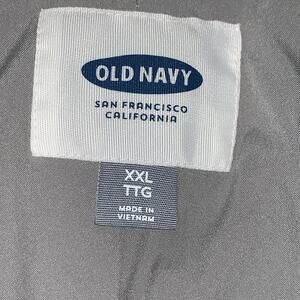 OLD NAVY
SAN FRANCISCO
CALIFORNIA
XXL
TTG
MADE IN
VIETNAM